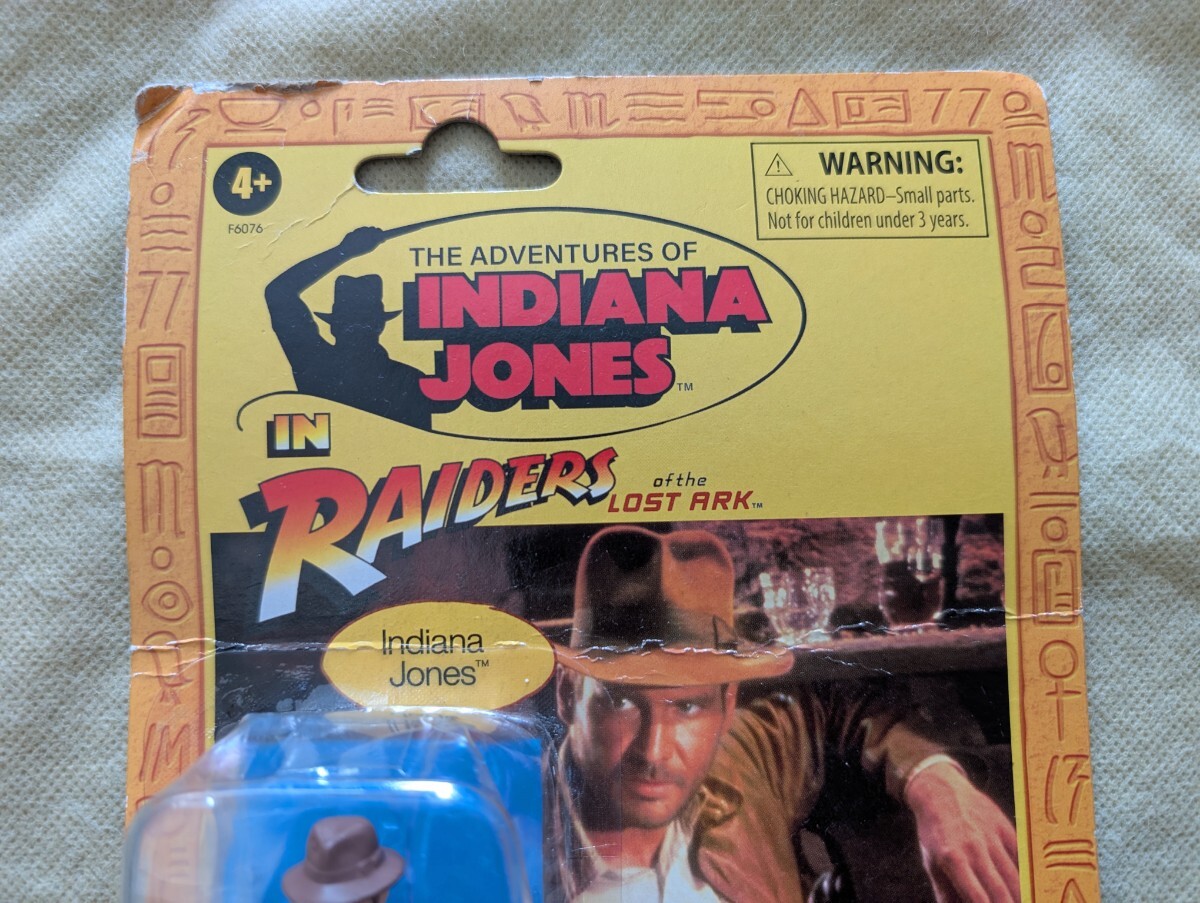 4+
F6076
WARNING:
CHOKING HAZARD–Small parts.
Not for children under 3 years.
THE ADVENTURES OF
INDIANA
JONES™
IN
RAIDERS
of the
LOST ARK™
Indiana
Jones™